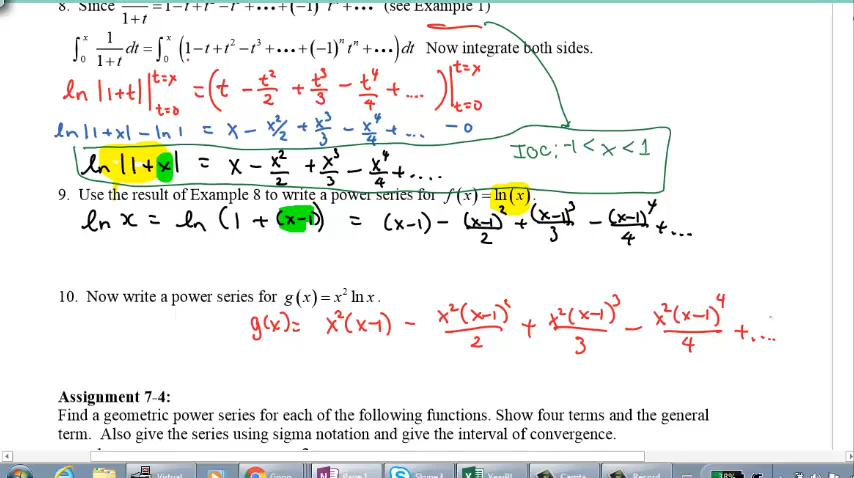 8. Since 1/(1+t) = 1 − t + t² − t³ + ••• + (−1)ⁿ tⁿ + ••• (see Example 1)
∫₀ˣ 1/(1+t) dt = ∫₀ˣ (1 − t + t² − t³ + ••• + (−1)ⁿ tⁿ + •••) dt Now integrate both sides.
ln |1+t| |_{t=0}^{t=x} = (t − t²/2 + t³/3 − t⁴/4 + ....) |_{t=0}^{t=x}
ln |1+x| − ln 1 = x − x²/2 + x³/3 − x⁴/4 + .... − 0
IOC: −1 < x < 1
ln |1+x| = x − x²/2 + x³/3 − x⁴/4 + ....
9. Use the result of Example 8 to write a power series for f(x) = ln(x).
ln x = ln (1 + (x−1)) = (x−1) − (x−1)²/2 + (x−1)³/3 − (x−1)⁴/4 + ...
10. Now write a power series for g(x) = x² ln x.
g(x) = x²(x−1) − x²(x−1)²/2 + x²(x−1)³/3 − x²(x−1)⁴/4 + ....
Assignment 7-4:
Find a geometric power series for each of the following functions. Show four terms and the general
term. Also give the series using sigma notation and give the interval of convergence.
Virtual
Goog
Skype f
YearPl
Camta
Record
38%